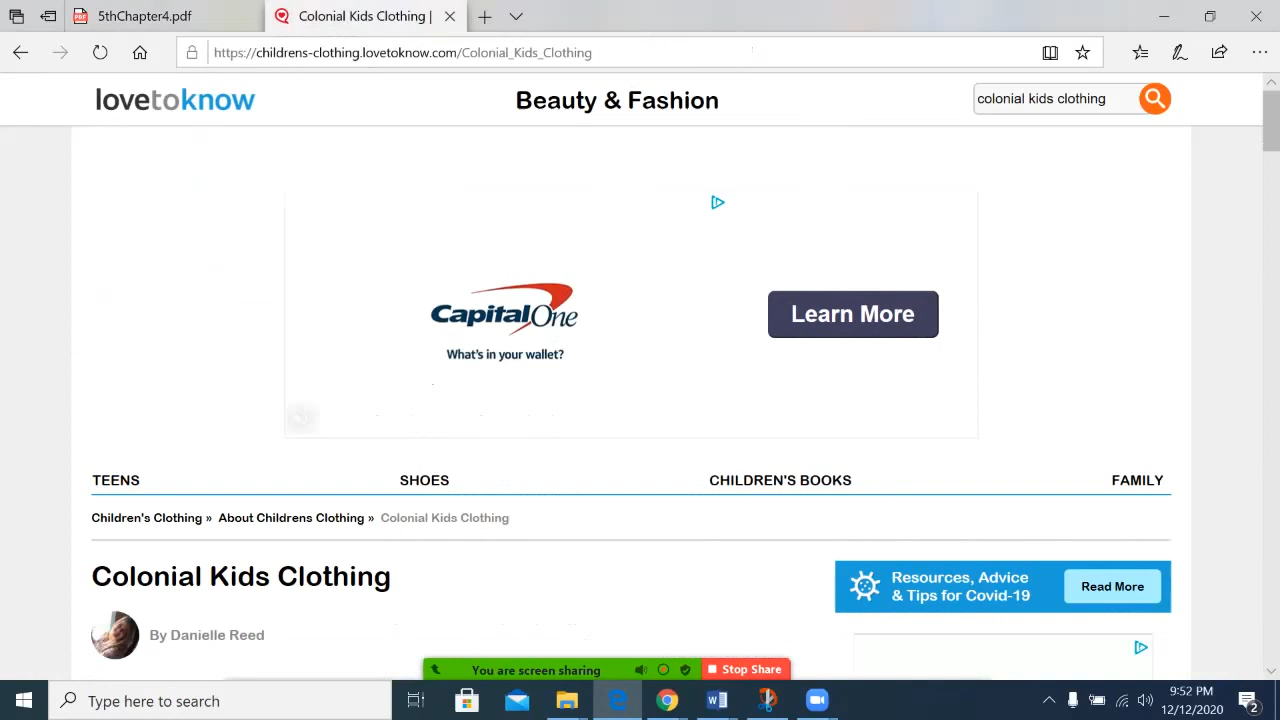 5thChapter4.pdf
Colonial Kids Clothing |
https://childrens-clothing.lovetoknow.com/Colonial_Kids_Clothing
lovetoknow
Beauty & Fashion
colonial kids clothing
CapitalOne
What's in your wallet?
Learn More
TEENS SHOES CHILDREN'S BOOKS FAMILY
Children's Clothing » About Childrens Clothing » Colonial Kids Clothing
Colonial Kids Clothing
By Danielle Reed
Resources, Advice
& Tips for Covid-19
Read More
You are screen sharing
Stop Share
Type here to search
9:52 PM
12/12/2020
2